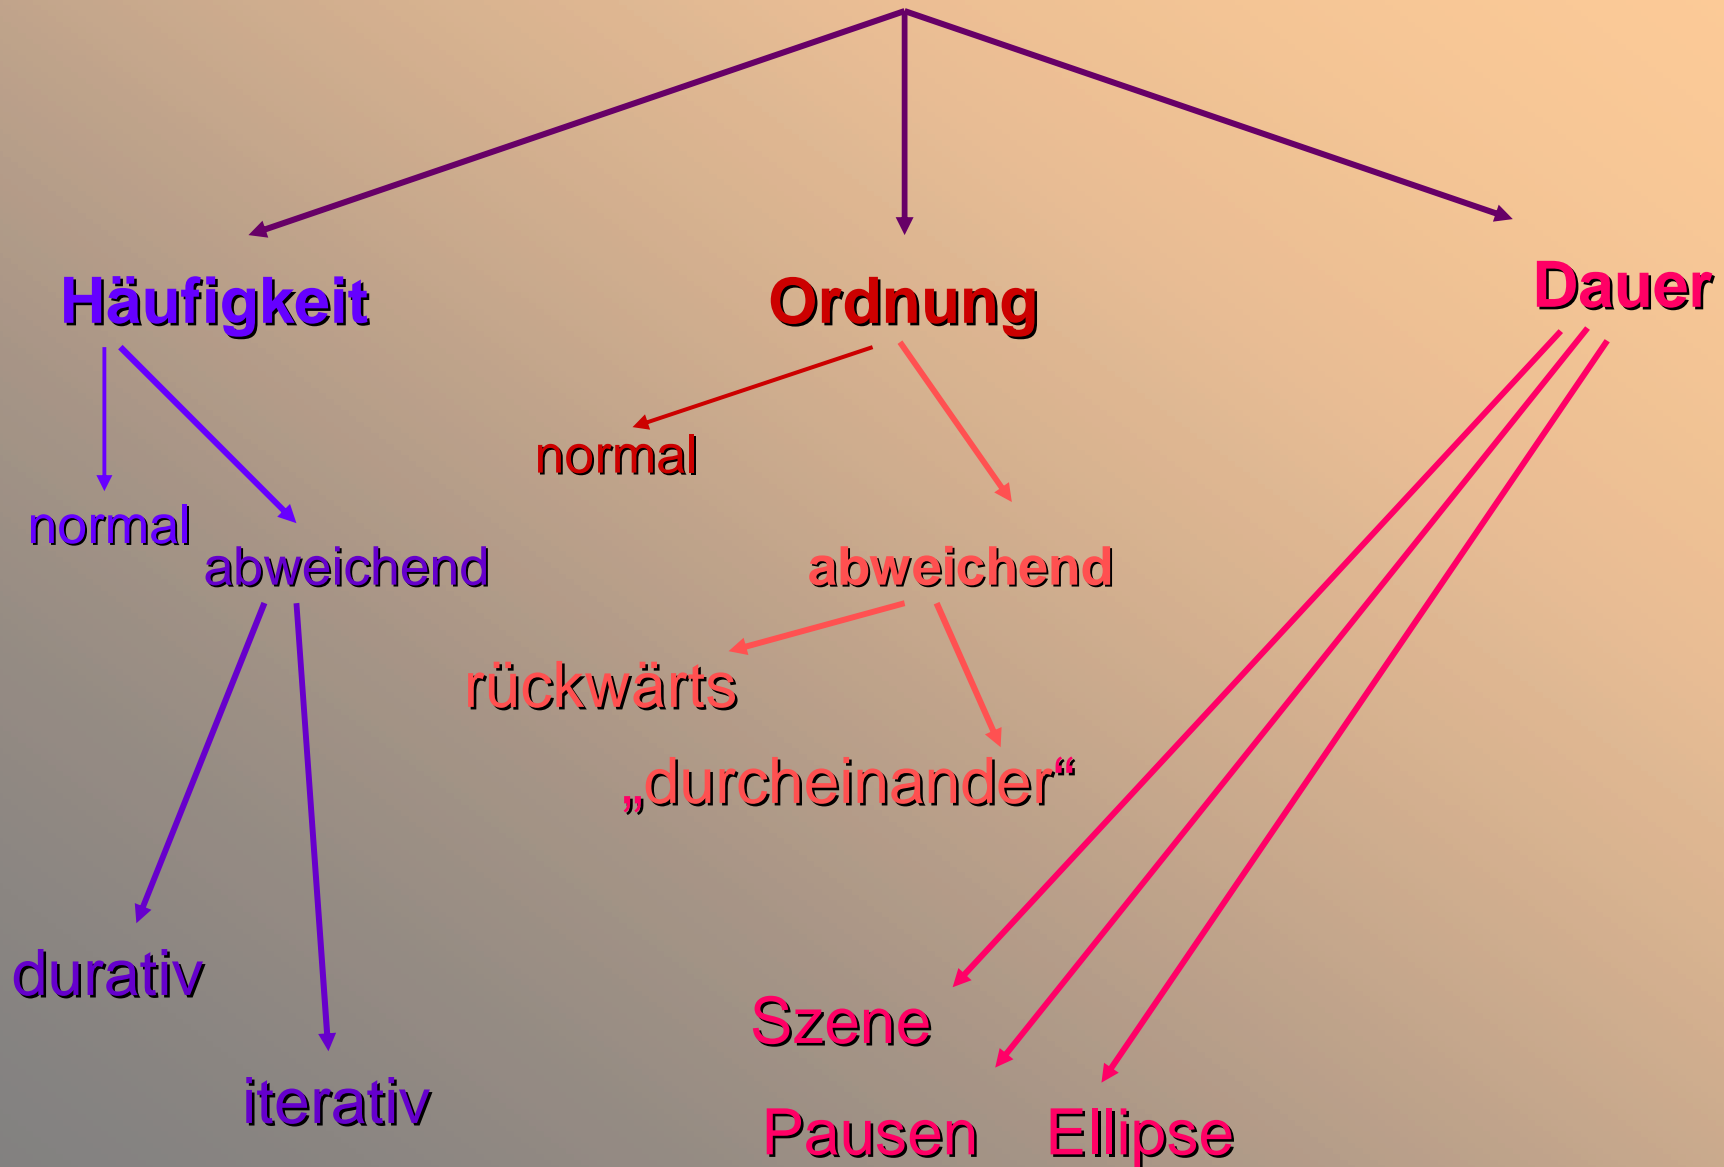 Häufigkeit
Ordnung
Dauer
normal
normal
abweichend
abweichend
rückwärts
„durcheinander“
durativ
Szene
iterativ
Pausen
Ellipse